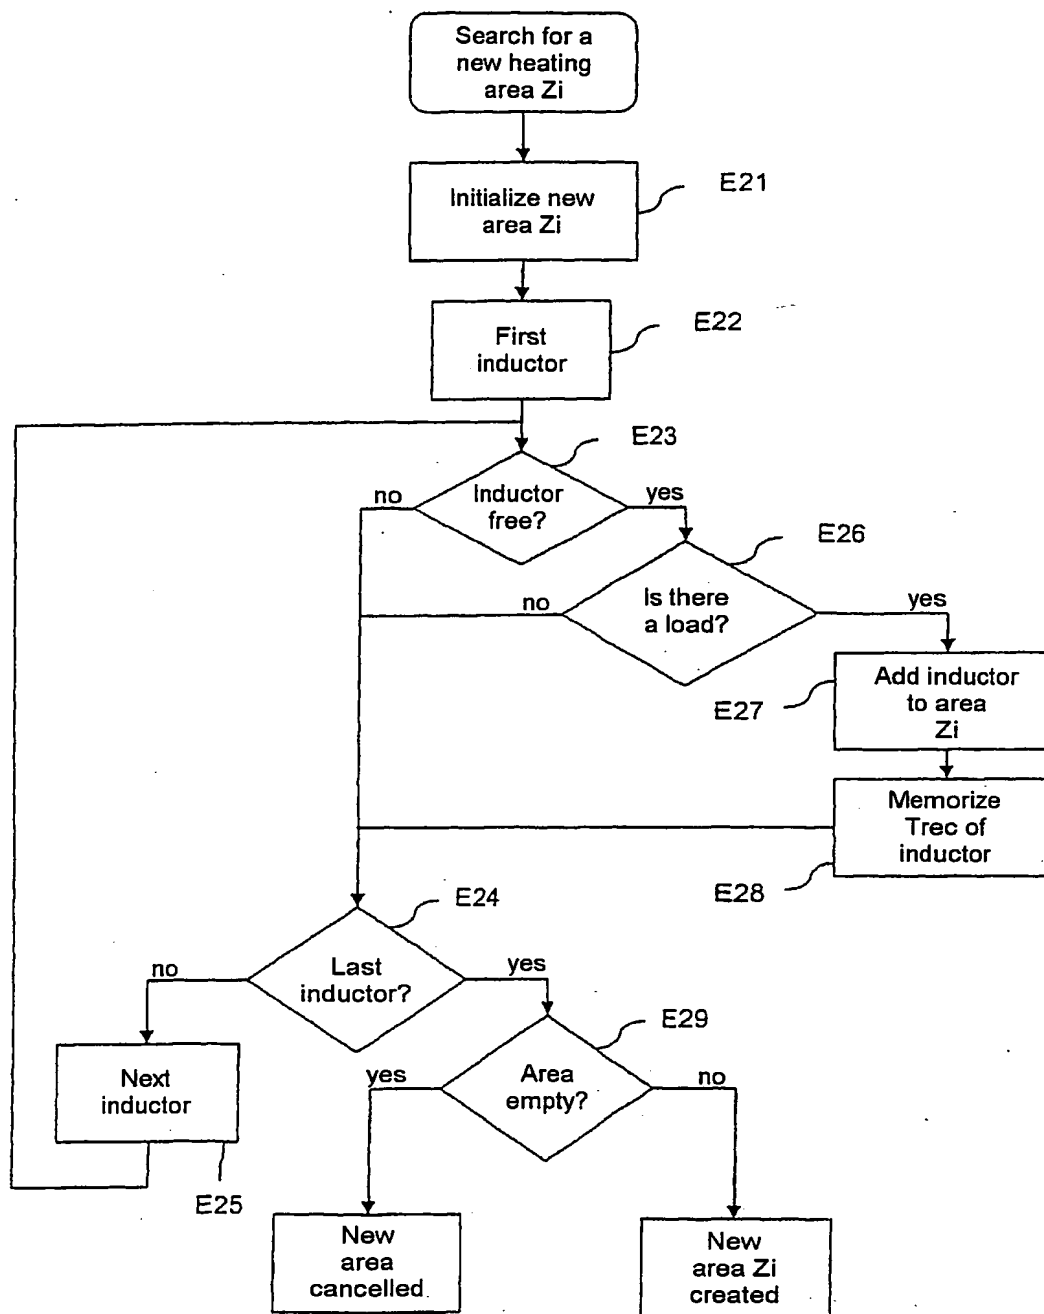 Search for a
new heating
area Zi
Initialize new
area Zi
E21
First
inductor
E22
Inductor
free?
E23
no
yes
Is there
a load?
E26
no
yes
Add inductor
to area
Zi
E27
Memorize
Trec of
inductor
E28
Last
inductor?
E24
no
yes
Next
inductor
E25
Area
empty?
E29
yes
no
New
area
cancelled
New
area Zi
created